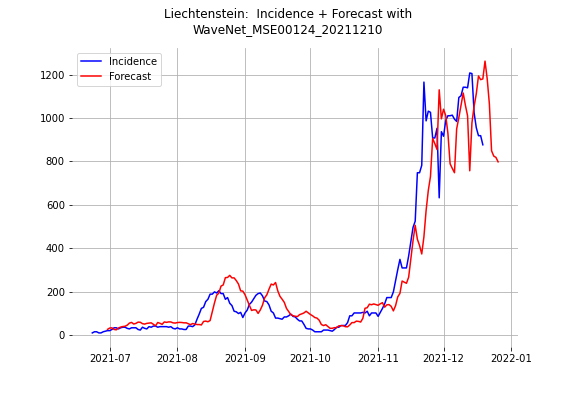 Liechtenstein:  Incidence + Forecast with
WaveNet_MSE00124_20211210
Incidence
Forecast
1200
1000
800
600
400
200
0
2021-07 2021-08 2021-09 2021-10 2021-11 2021-12 2022-01